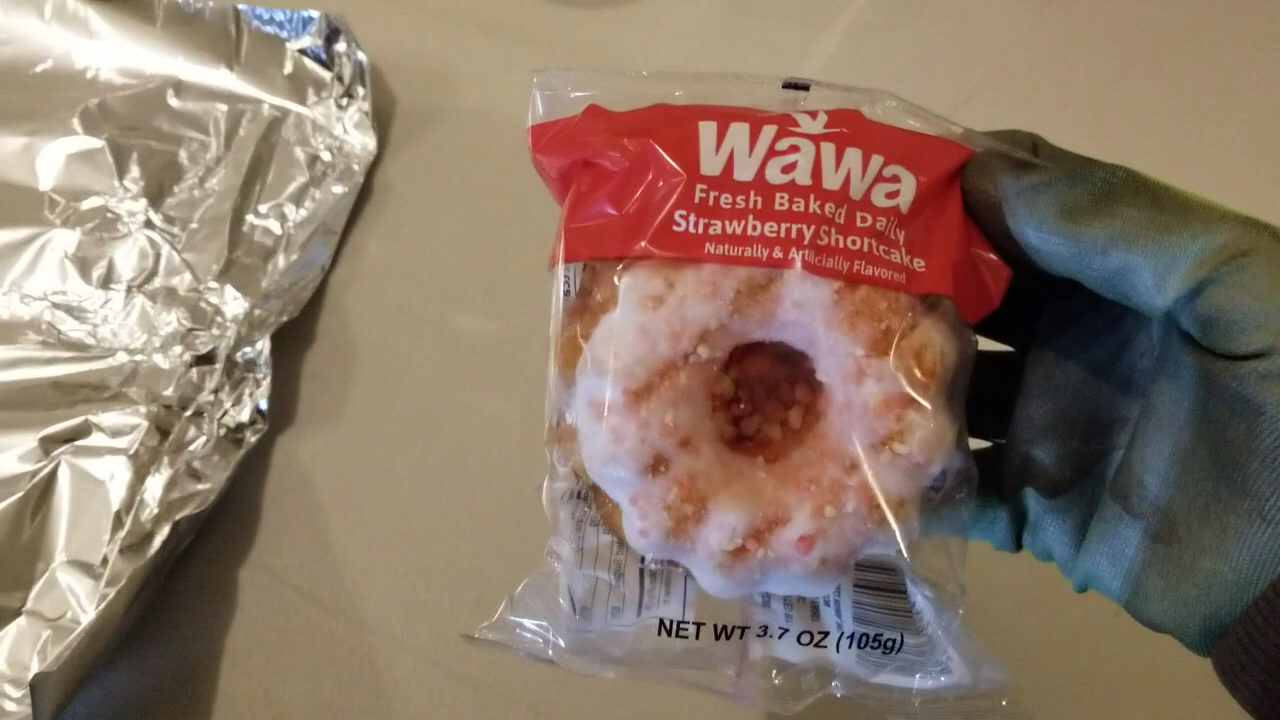 Wawa
Fresh Baked Daily
Strawberry Shortcake
Naturally & Artificially Flavored
NET WT 3.7 OZ (105g)